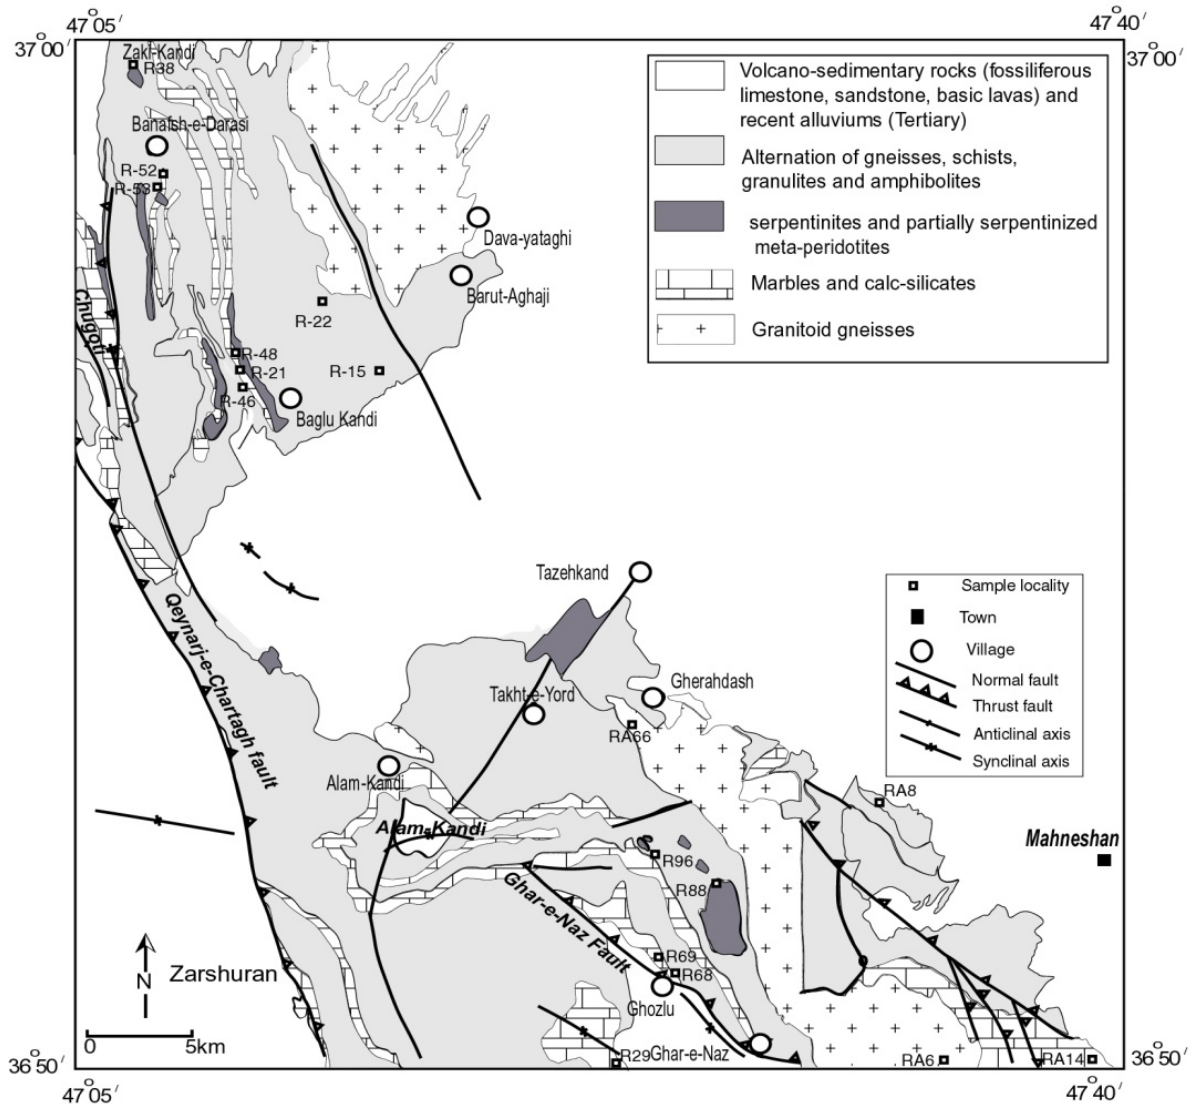 47°05′
47°40′
37°00′
37°00′
Zaki-Kandi
R38
Banafsh-e-Darasi
R-52
R-53
Dava-yataghi
Barut-Aghaji
R-22
R-48
R-21
R-15
R-46
Baglu Kandi
Volcano-sedimentary rocks (fossiliferous
limestone, sandstone, basic lavas) and
recent alluviums (Tertiary)
Alternation of gneisses, schists,
granulites and amphibolites
serpentinites and partially serpentinized
meta-peridotites
Marbles and calc-silicates
Granitoid gneisses
Tazehkand
Qeynarj-e-Chartagh fault
Takht-e-Yord
Gherahdash
RA66
Alam-Kandi
Alam-Kandi
Sample locality
Town
Village
Normal fault
Thrust fault
Anticlinal axis
Synclinal axis
RA8
Mahneshan
R96
R88
Ghar-e-Naz Fault
R69
R68
Ghozlu
N
Zarshuran
0
5km
R29
Ghar-e-Naz
RA6
RA14
36°50′
36°50′
47°05′
47°40′